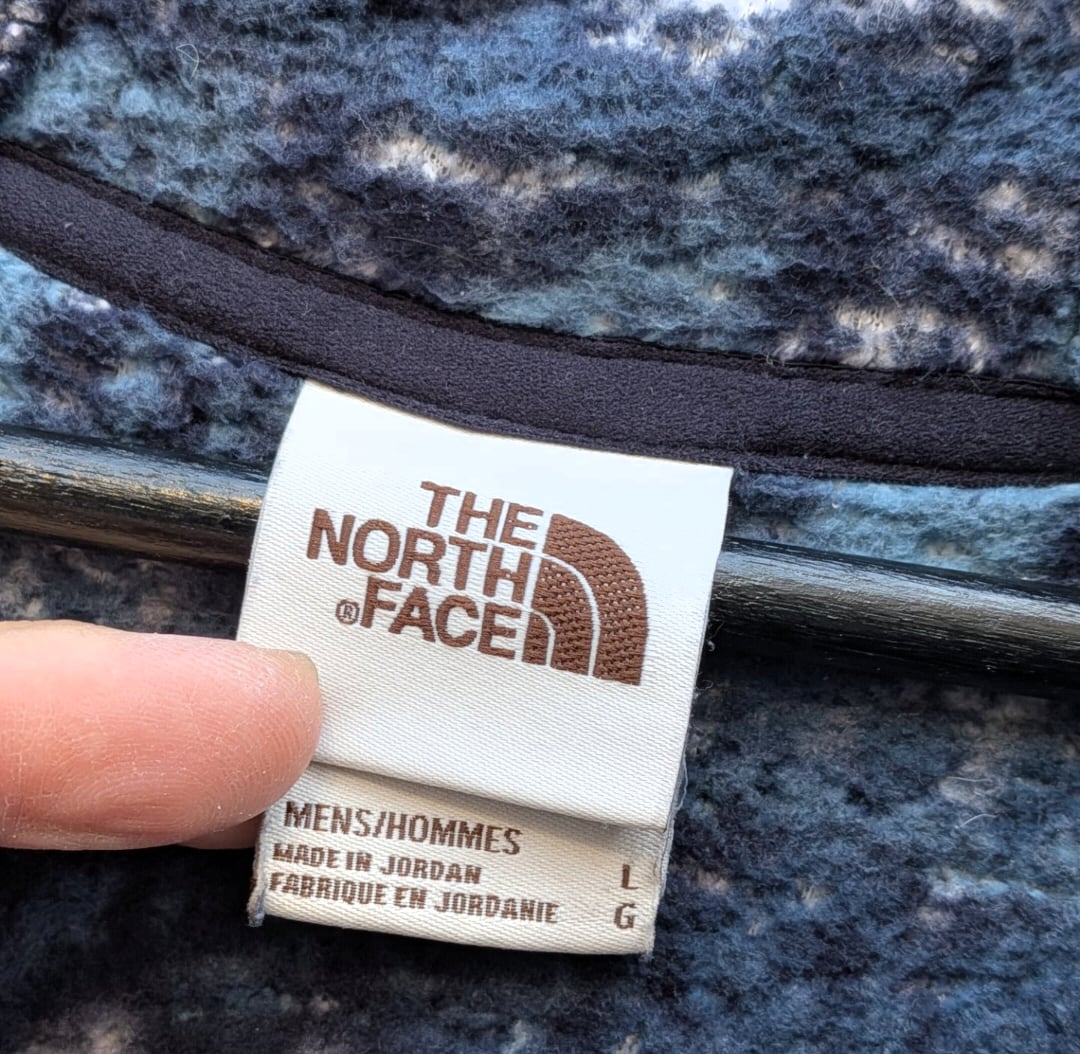 THE
NORTH
®FACE
MENS/HOMMES
MADE IN JORDAN L
FABRIQUE EN JORDANIE G